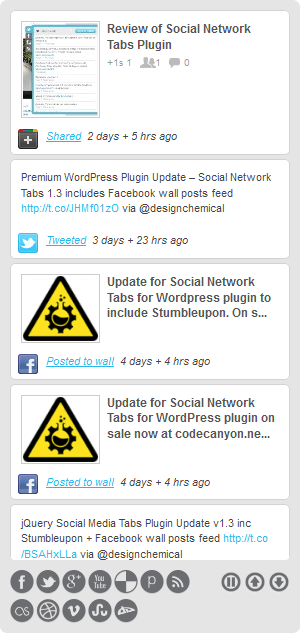 Review of Social Network
Tabs Plugin
+1s 1 1 0
Shared 2 days + 5 hrs ago
Premium WordPress Plugin Update – Social Network
Tabs 1.3 includes Facebook wall posts feed
http://t.co/JHMf01zO via @designchemical
Tweeted 3 days + 23 hrs ago
Update for Social Network
Tabs for Wordpress plugin to
include Stumbleupon. On s...
Posted to wall 4 days + 4 hrs ago
Update for Social Network
Tabs for WordPress plugin on
sale now at codecanyon.ne...
Posted to wall 4 days + 4 hrs ago
jQuery Social Media Tabs Plugin Update v1.3 inc
Stumbleupon + Facebook wall posts feed http://t.co
/BSAHxLLa via @designchemical